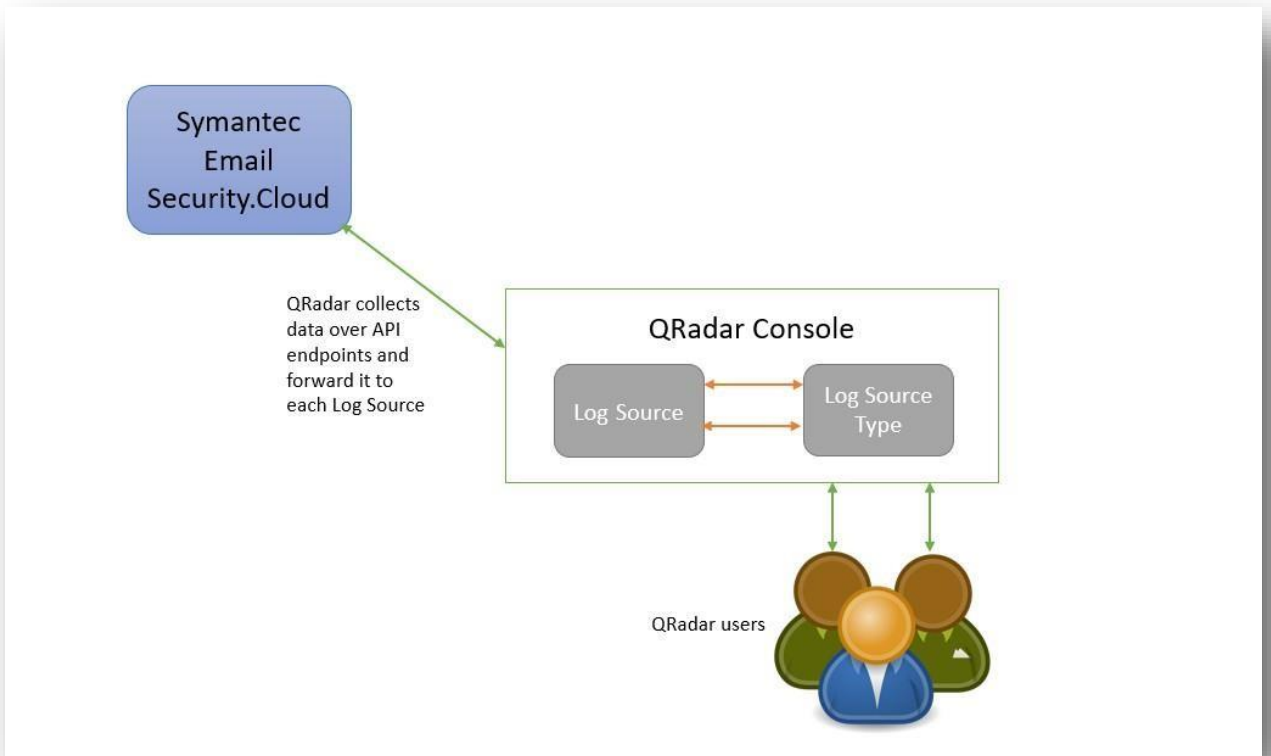 Symantec
Email
Security.Cloud
QRadar collects
data over API
endpoints and
forward it to
each Log Source
QRadar Console
Log Source
Log Source
Type
QRadar users